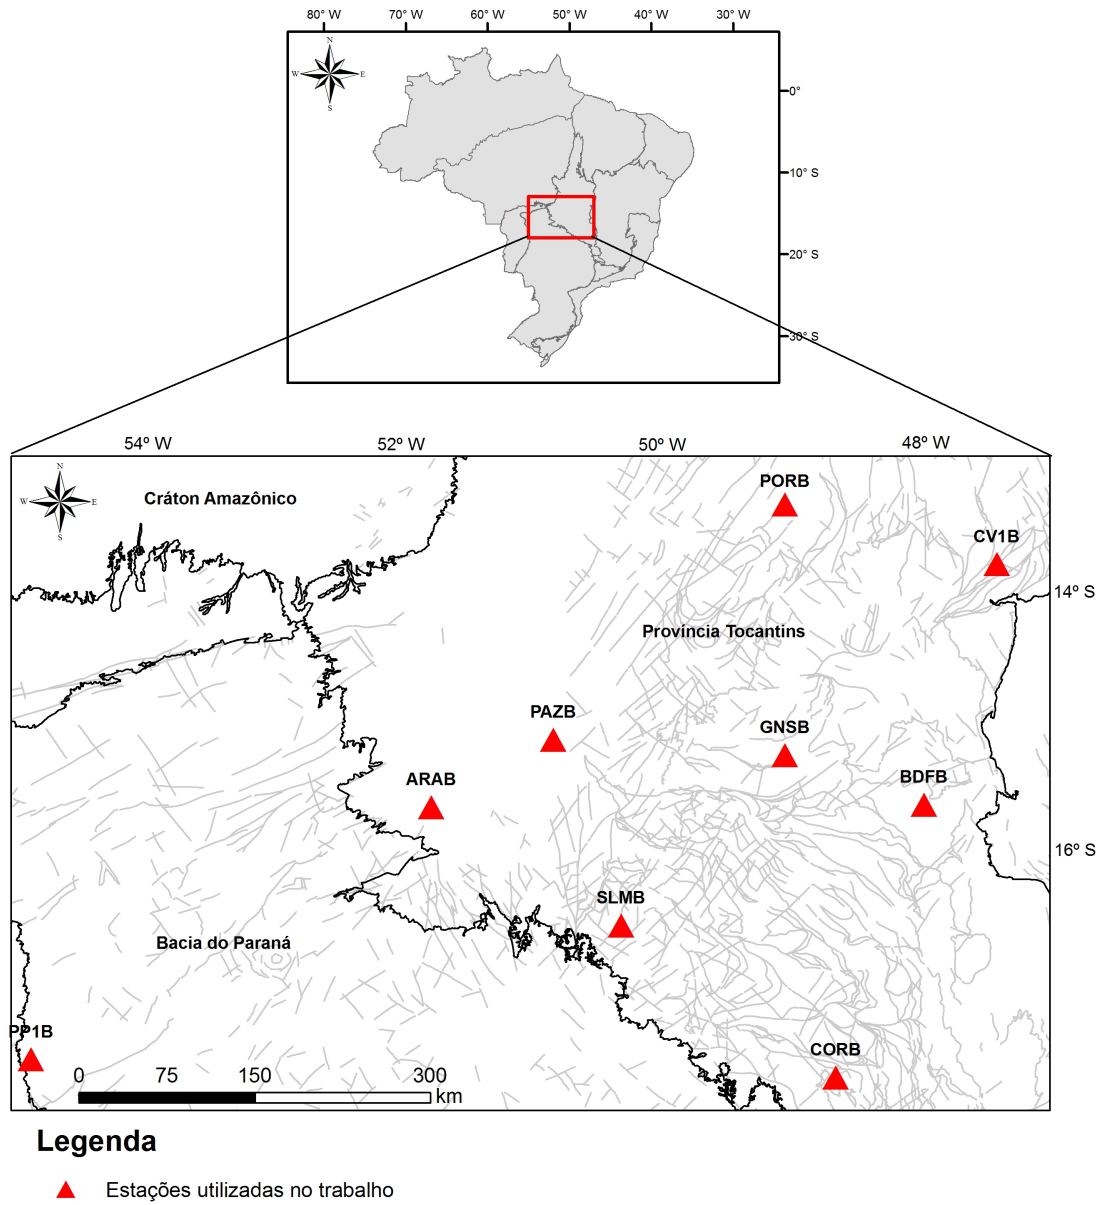 80° W 70° W 60° W 50° W 40° W 30° W
N
W E
S
0°
10° S
20° S
30° S
54° W 52° W 50° W 48° W
N
W E
S
Cráton Amazônico
PORB
CV1B
14° S
Província Tocantins
PAZB
GNSB
ARAB
BDFB
16° S
SLMB
Bacia do Paraná
PP1B
CORB
0 75 150 300
km
Legenda
Estações utilizadas no trabalho